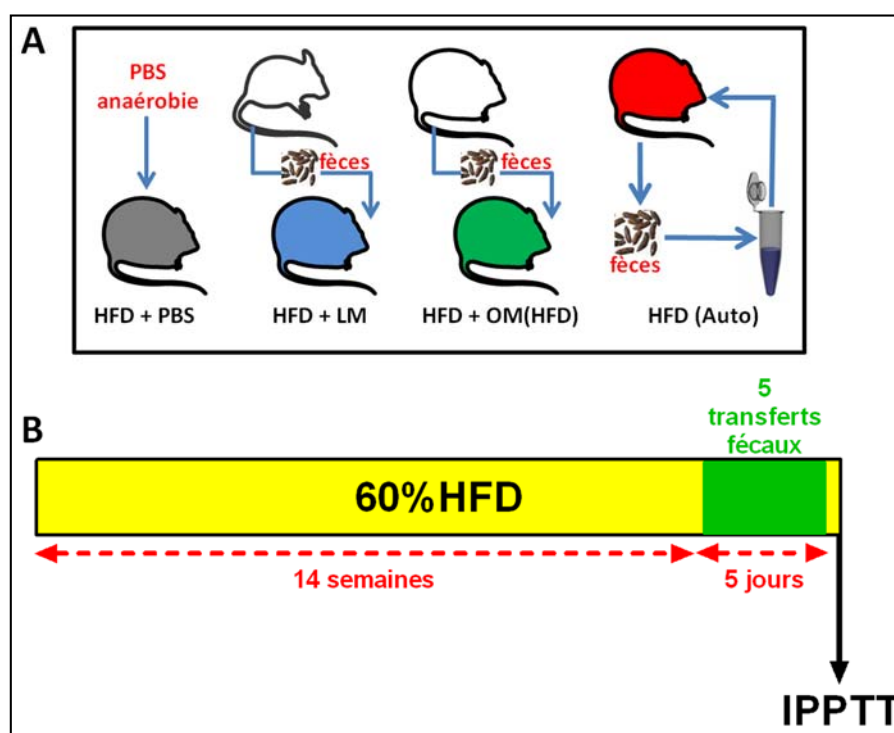 A
PBS
anaérobie
fèces
fèces
fèces
HFD + PBS
HFD + LM
HFD + OM(HFD)
HFD (Auto)
B
5
transferts
fécaux
60%HFD
14 semaines
5 jours
IPPTT